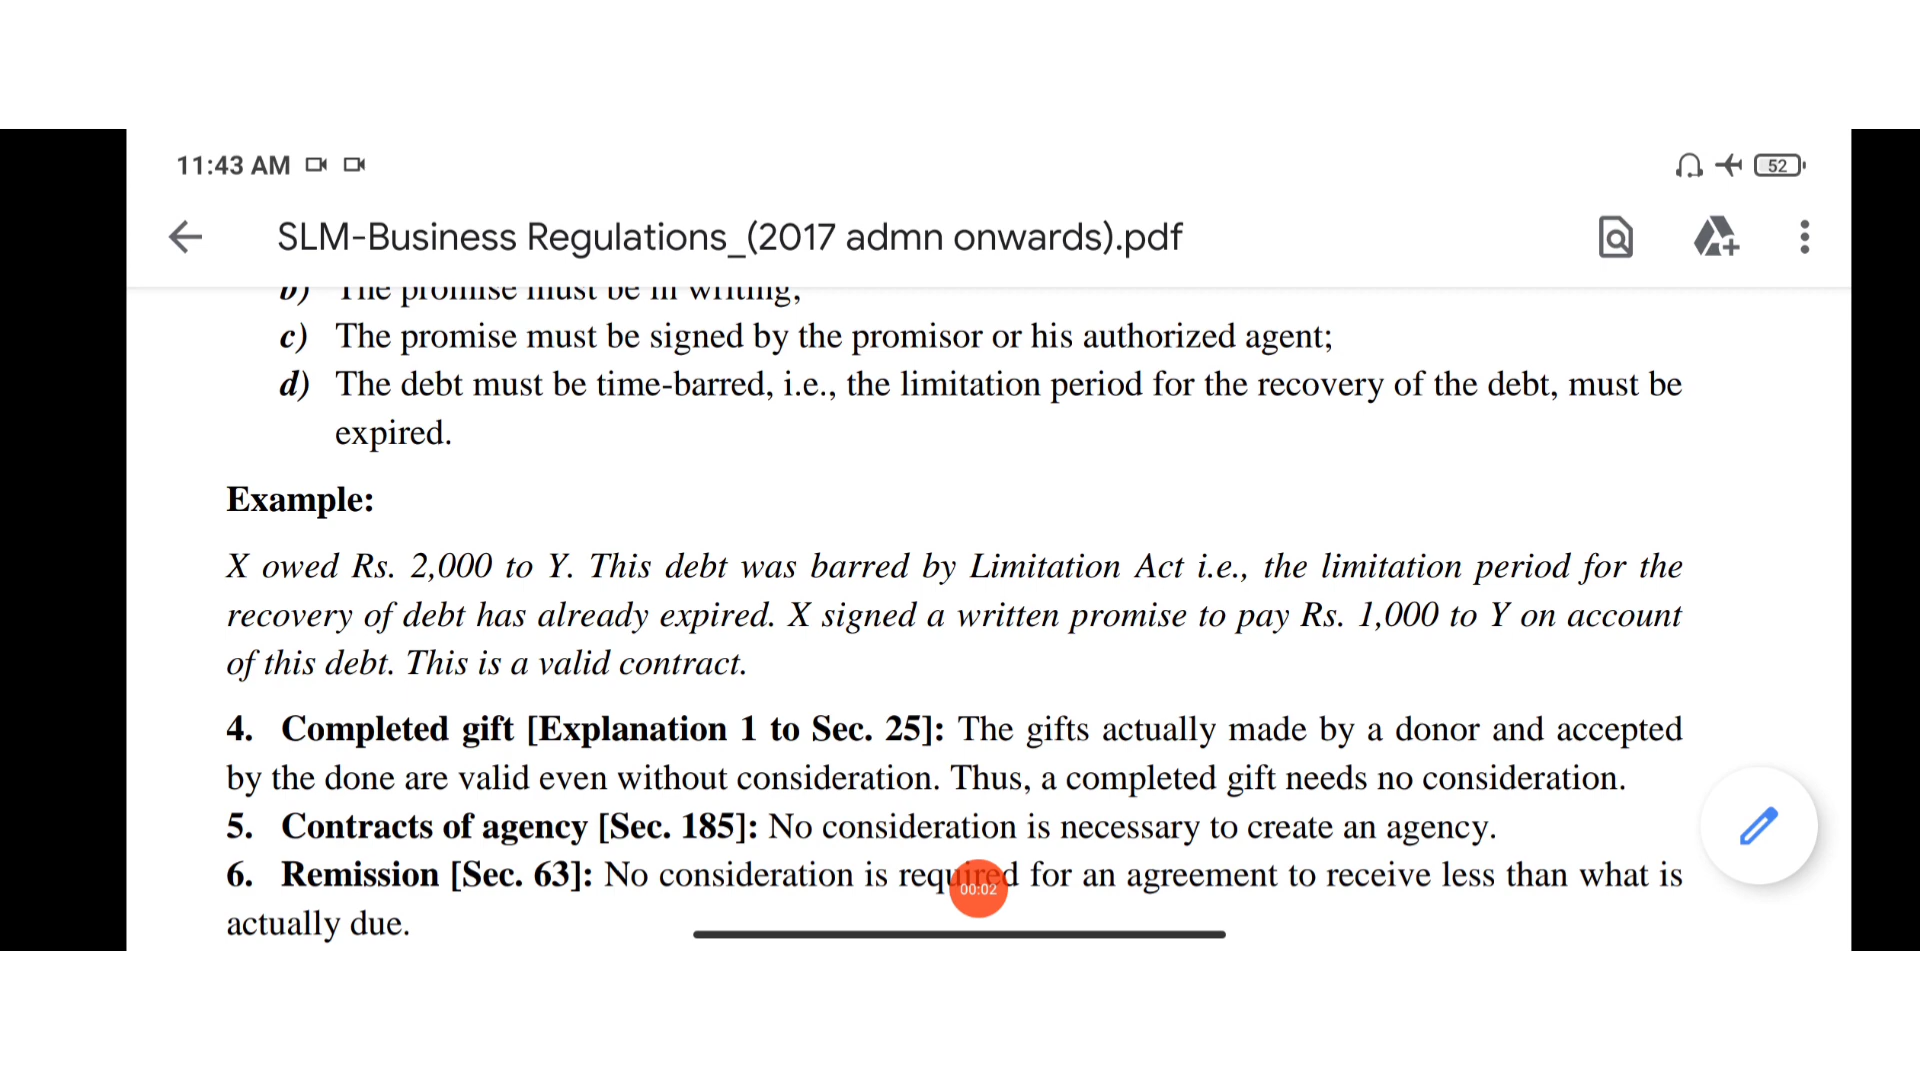 11:43 AM
52
SLM-Business Regulations_(2017 admn onwards).pdf
b) The promise must be in writing;
c) The promise must be signed by the promisor or his authorized agent;
d) The debt must be time-barred, i.e., the limitation period for the recovery of the debt, must be
expired.
Example:
X owed Rs. 2,000 to Y. This debt was barred by Limitation Act i.e., the limitation period for the
recovery of debt has already expired. X signed a written promise to pay Rs. 1,000 to Y on account
of this debt. This is a valid contract.
4. Completed gift [Explanation 1 to Sec. 25]: The gifts actually made by a donor and accepted
by the done are valid even without consideration. Thus, a completed gift needs no consideration.
5. Contracts of agency [Sec. 185]: No consideration is necessary to create an agency.
6. Remission [Sec. 63]: No consideration is required for an agreement to receive less than what is
00:02
actually due.